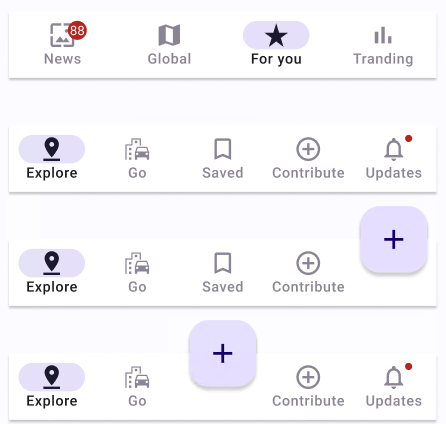 88
News Global For you Tranding
Explore Go Saved Contribute Updates
Explore Go Saved Contribute
Explore Go Contribute Updates